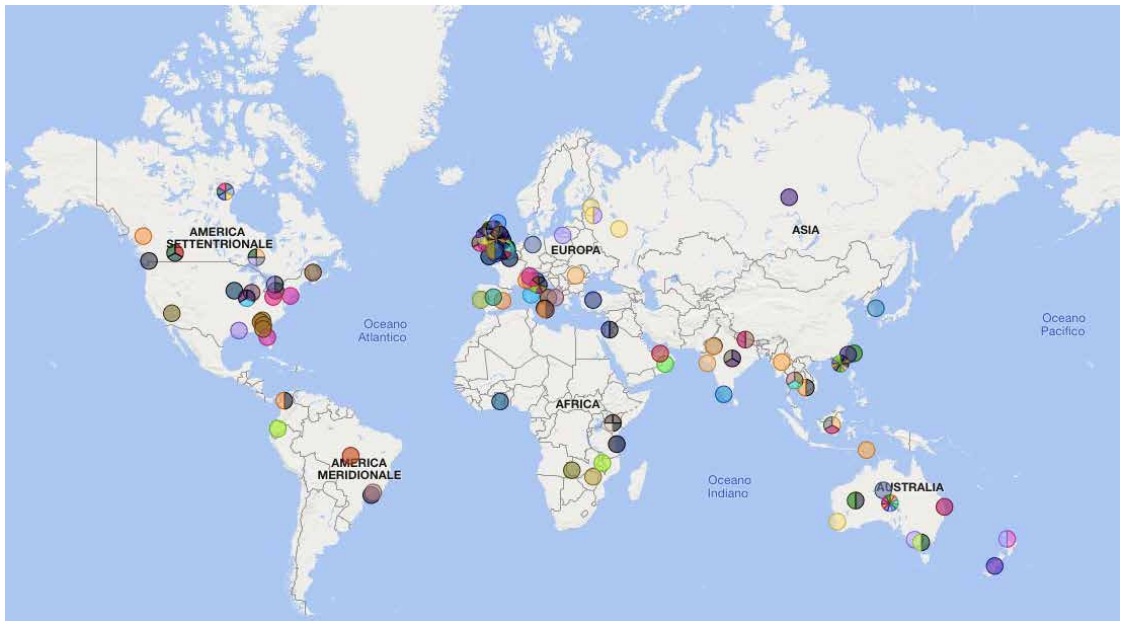 AMERICA
SETTENTRIONALE
EUROPA
ASIA
Oceano
Atlantico
Oceano
Pacifico
AFRICA
AMERICA
MERIDIONALE
Oceano
Indiano
AUSTRALIA